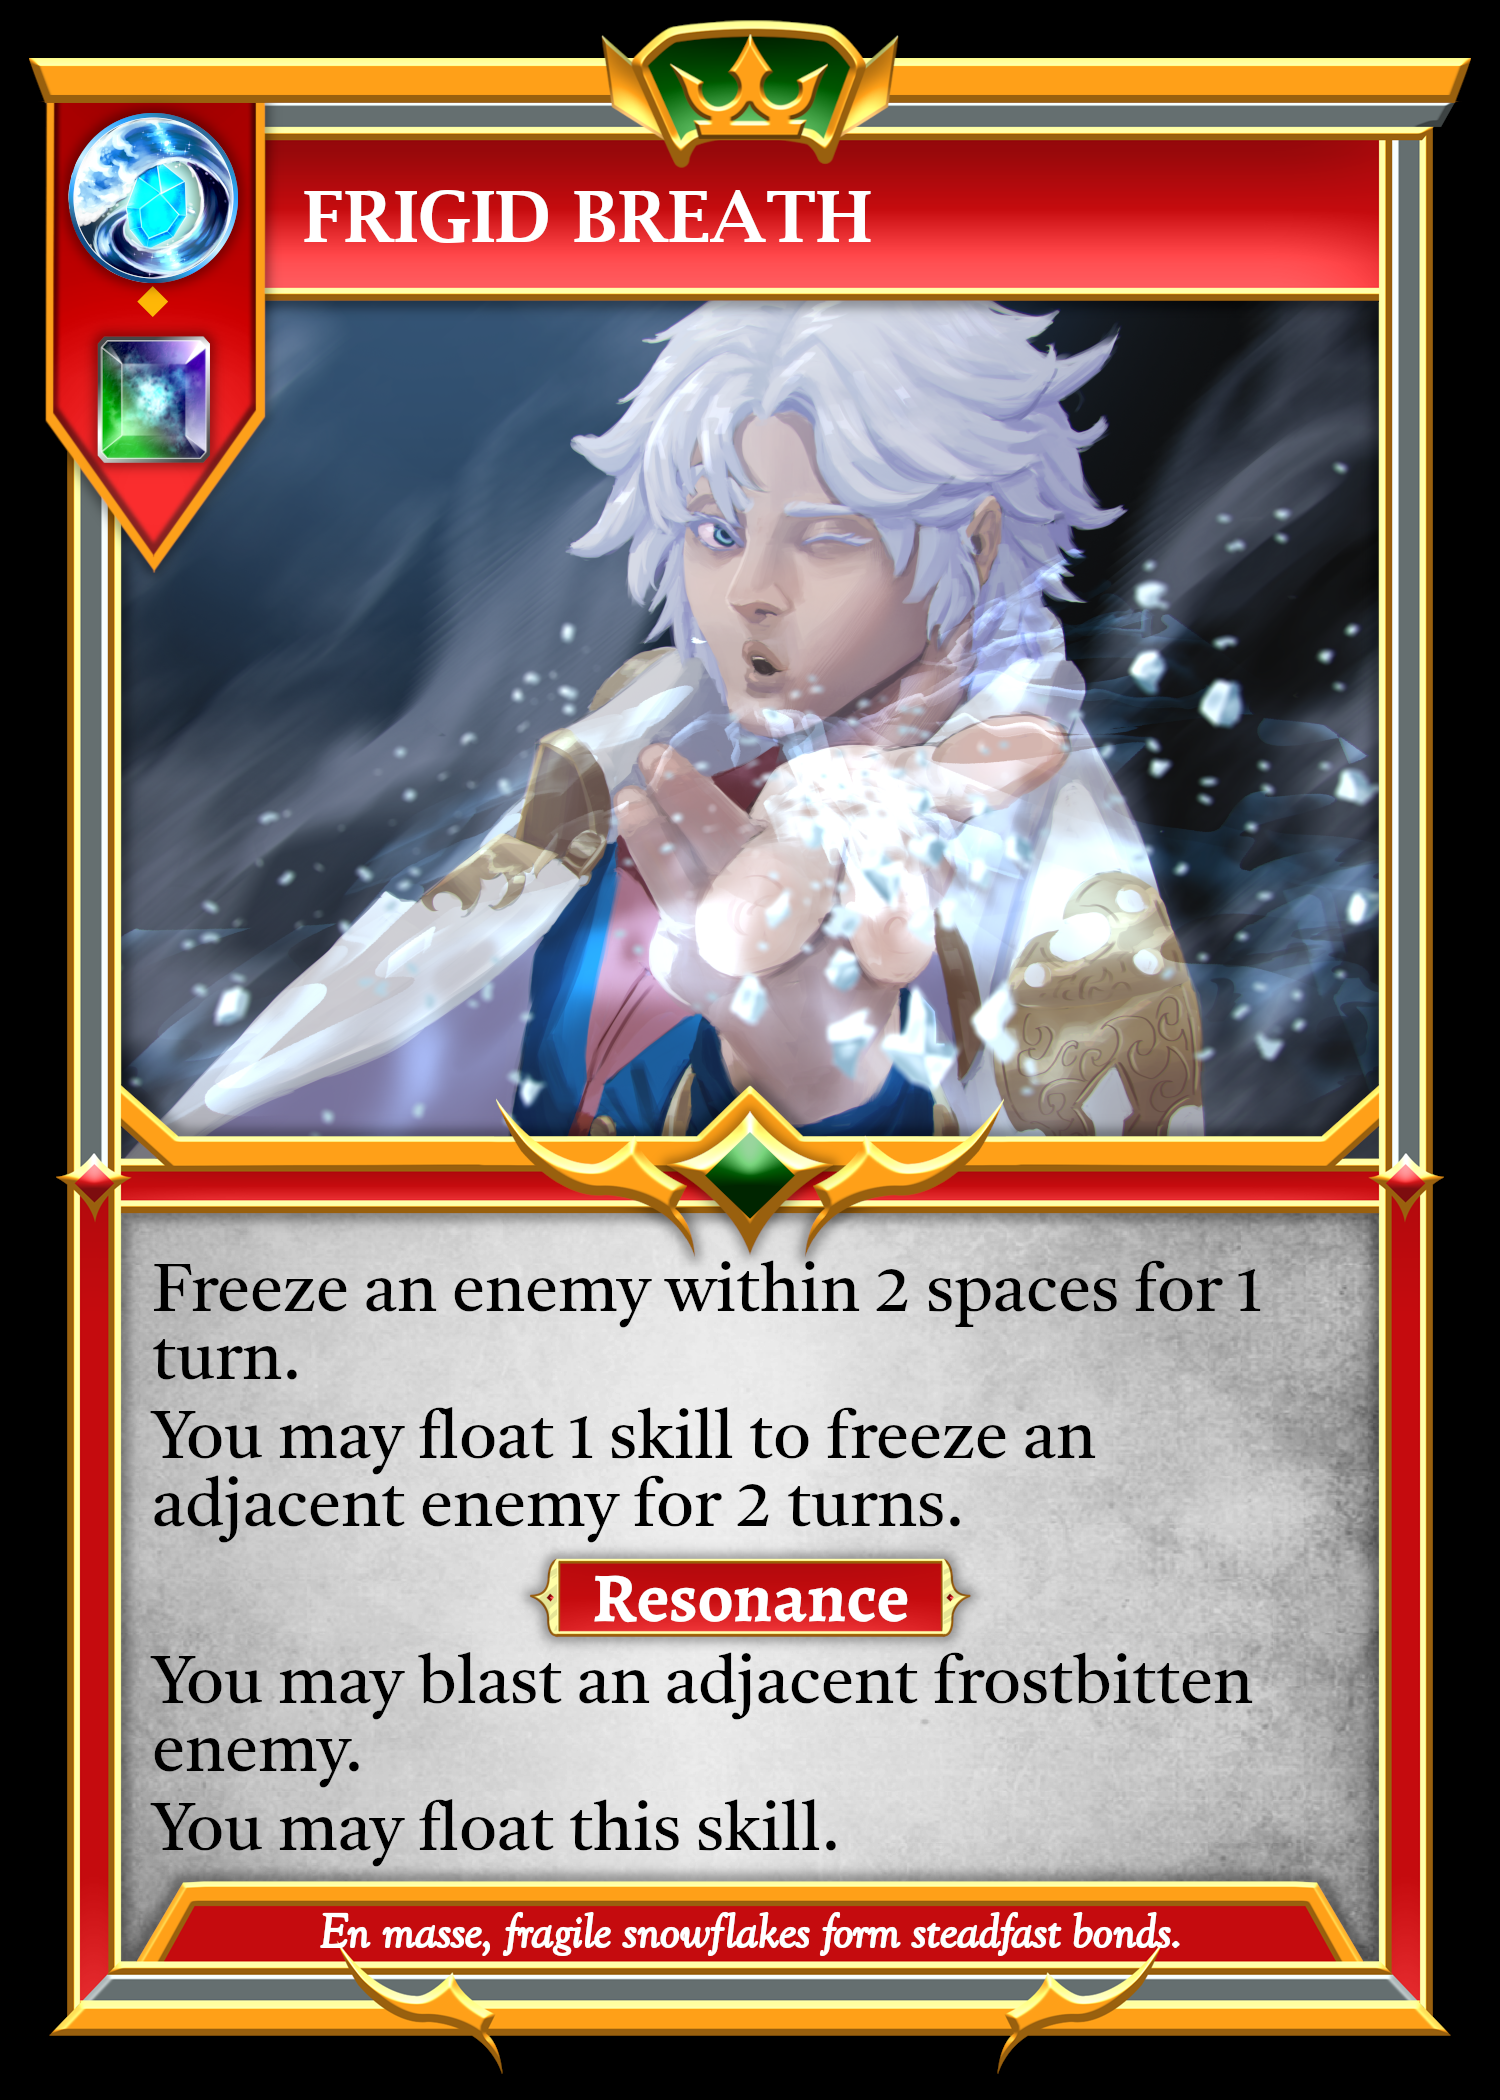 FRIGID BREATH
Freeze an enemy within 2 spaces for 1
turn.
You may float 1 skill to freeze an
adjacent enemy for 2 turns.
Resonance
You may blast an adjacent frostbitten
enemy.
You may float this skill.
En masse, fragile snowflakes form steadfast bonds.